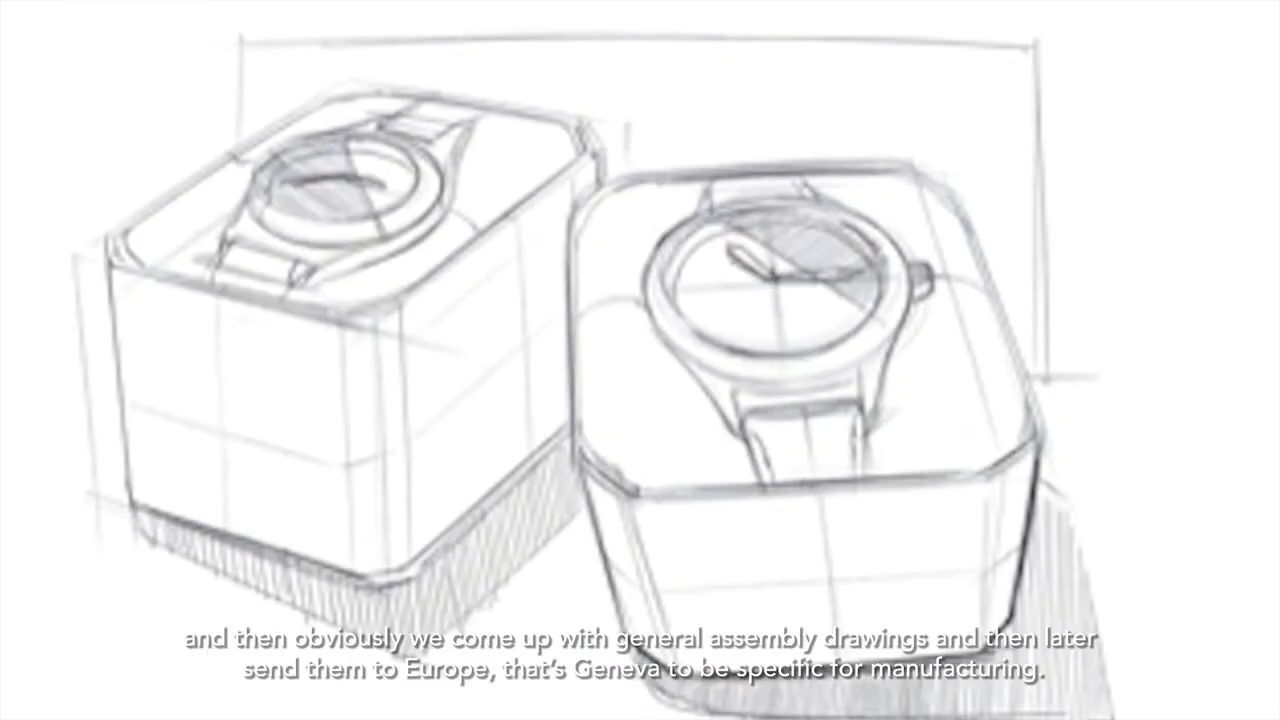 and then obviously we come up with general assembly drawings and then later
send them to Europe, that's Geneva to be specific for manufacturing.